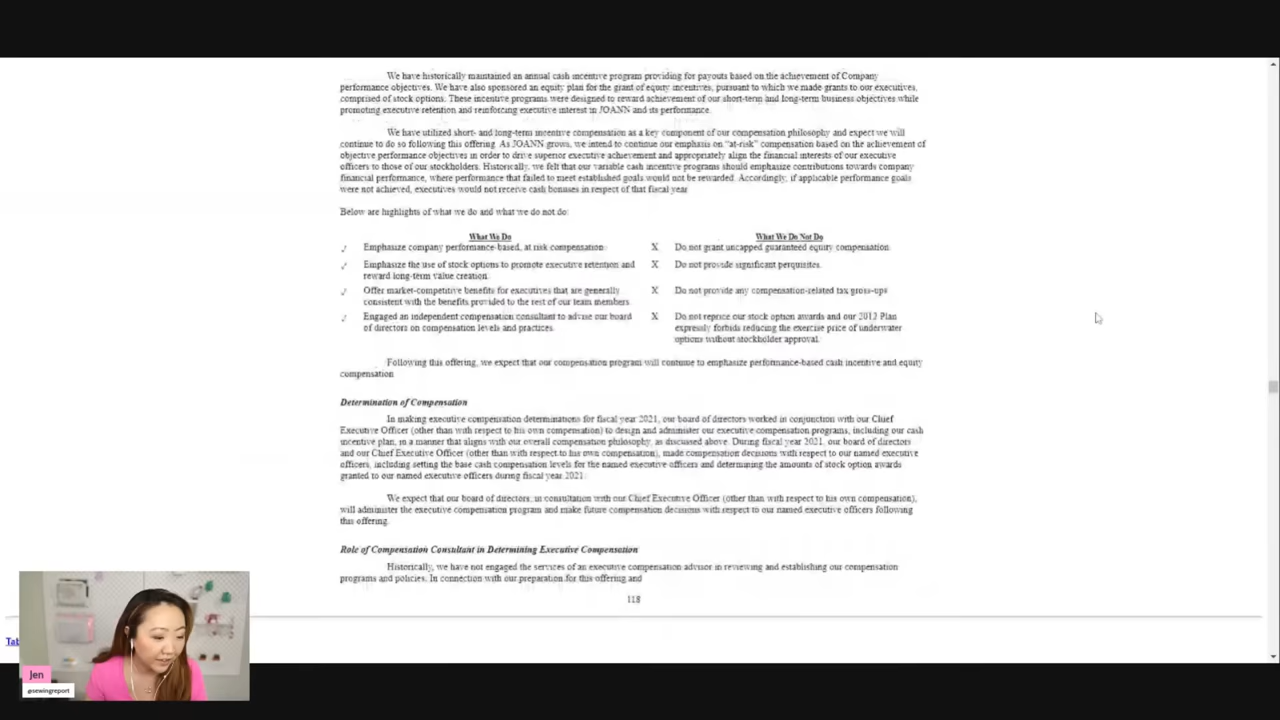 We have historically maintained an annual cash incentive program providing for payouts based on the achievement of Company
performance objectives. We have also sponsored an equity plan for the grant of equity incentives, pursuant to which we made grants to our executives,
comprised of stock options. These incentive programs were designed to reward achievement of our short-term and long-term business objectives while
promoting executive retention and reinforcing executive interest in JOANN and its performance.
We have utilized short- and long-term incentive compensation as a key component of our compensation philosophy and expect we will
continue to do so following this offering. As JOANN grows, we intend to continue our emphasis on "at-risk" compensation based on the achievement of
objective performance objectives in order to drive superior executive achievement and appropriately align the financial interests of our executive
officers to those of our stockholders. Historically, we felt that our variable cash incentive programs should emphasize contributions towards company
financial performance, where performance that failed to meet established goals would not be rewarded. Accordingly, if applicable performance goals
were not achieved, executives would not receive cash bonuses in respect of that fiscal year
Below are highlights of what we do and what we do not do:
What We Do
✓ Emphasize company performance-based, at risk compensation.
✓ Emphasize the use of stock options to promote executive retention and
reward long-term value creation.
✓ Offer market-competitive benefits for executives that are generally
consistent with the benefits provided to the rest of our team members.
✓ Engaged an independent compensation consultant to advise our board
of directors on compensation levels and practices.
What We Do Not Do
X Do not grant uncapped guaranteed equity compensation.
X Do not provide significant perquisites.
X Do not provide any compensation-related tax gross-ups
X Do not reprice our stock option awards and our 2012 Plan
expressly forbids reducing the exercise price of underwater
options without stockholder approval.
Following this offering, we expect that our compensation program will continue to emphasize performance-based cash incentive and equity
compensation
Determination of Compensation
In making executive compensation determinations for fiscal year 2021, our board of directors worked in conjunction with our Chief
Executive Officer (other than with respect to his own compensation) to design and administer our executive compensation programs, including our cash
incentive plan, in a manner that aligns with our overall compensation philosophy, as discussed above. During fiscal year 2021, our board of directors
and our Chief Executive Officer (other than with respect to his own compensation), made compensation decisions with respect to our named executive
officers, including setting the base cash compensation levels for the named executive officers and determining the amounts of stock option awards
granted to our named executive officers during fiscal year 2021.
We expect that our board of directors, in consultation with our Chief Executive Officer (other than with respect to his own compensation),
will administer the executive compensation program and make future compensation decisions with respect to our named executive officers following
this offering.
Role of Compensation Consultant in Determining Executive Compensation
Historically, we have not engaged the services of an executive compensation advisor in reviewing and establishing our compensation
programs and policies. In connection with our preparation for this offering and
118
Tab
Jen
@sewingreport